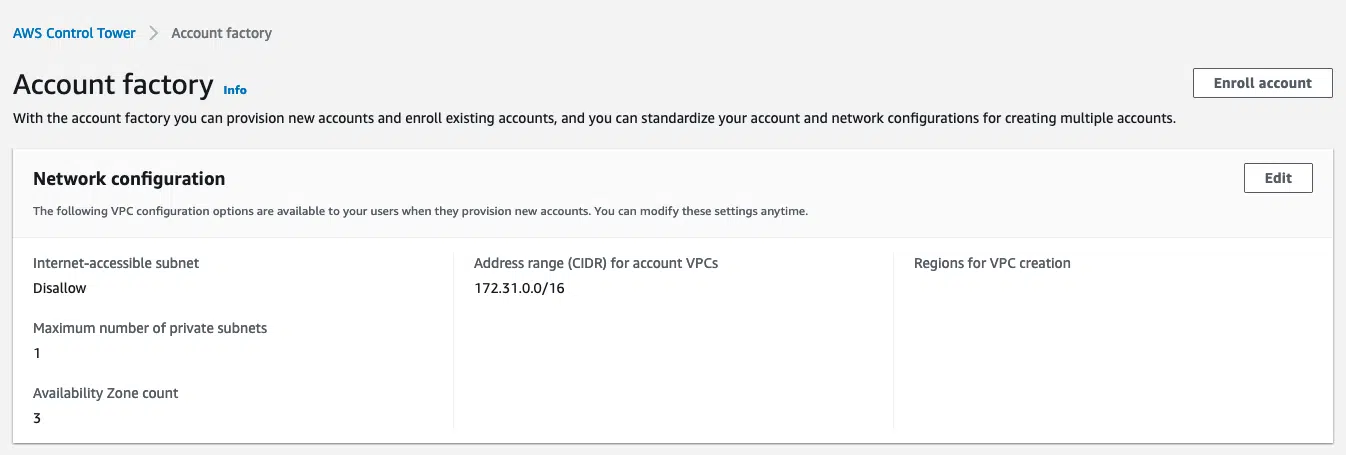 AWS Control Tower > Account factory
Account factory Info
Enroll account
With the account factory you can provision new accounts and enroll existing accounts, and you can standardize your account and network configurations for creating multiple accounts.
Network configuration
Edit
The following VPC configuration options are available to your users when they provision new accounts. You can modify these settings anytime.
Internet-accessible subnet
Disallow
Maximum number of private subnets
1
Availability Zone count
3
Address range (CIDR) for account VPCs
172.31.0.0/16
Regions for VPC creation